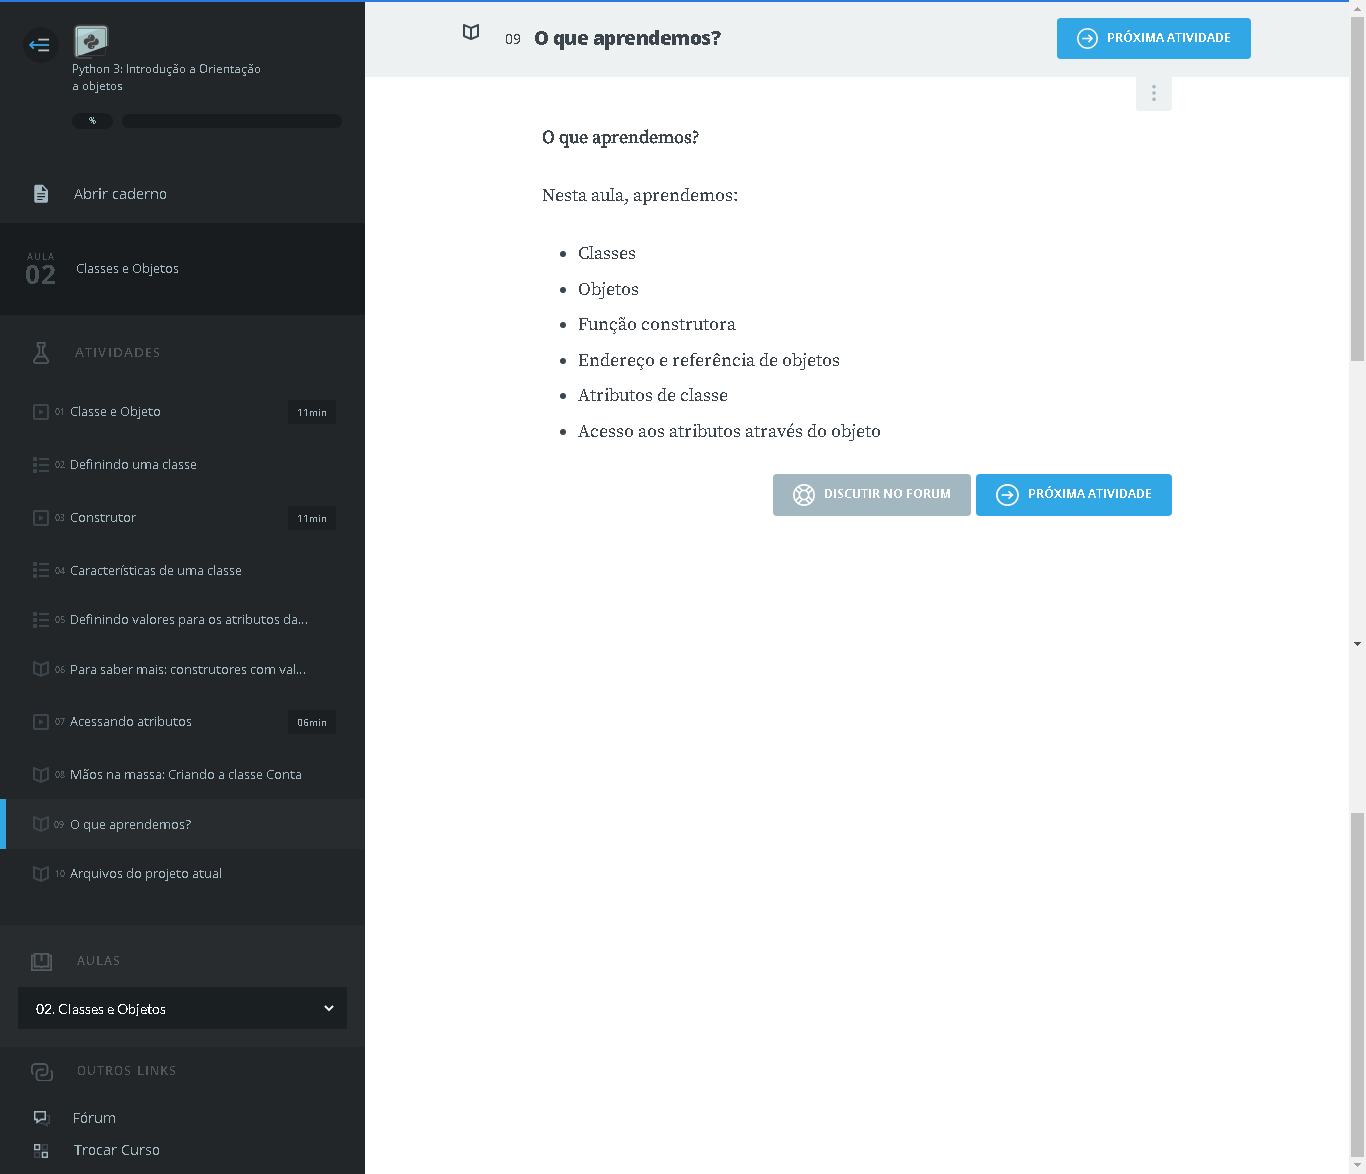 Python 3: Introdução a Orientação
a objetos
%
Abrir caderno
AULA
02
Classes e Objetos
ATIVIDADES
01 Classe e Objeto 11min
02 Definindo uma classe
03 Construtor 11min
04 Características de uma classe
05 Definindo valores para os atributos da...
06 Para saber mais: construtores com val...
07 Acessando atributos 06min
08 Mãos na massa: Criando a classe Conta
09 O que aprendemos?
10 Arquivos do projeto atual
AULAS
02. Classes e Objetos
OUTROS LINKS
Fórum
Trocar Curso
09 O que aprendemos?
PRÓXIMA ATIVIDADE
O que aprendemos?
Nesta aula, aprendemos:
• Classes
• Objetos
• Função construtora
• Endereço e referência de objetos
• Atributos de classe
• Acesso aos atributos através do objeto
DISCUTIR NO FORUM
PRÓXIMA ATIVIDADE